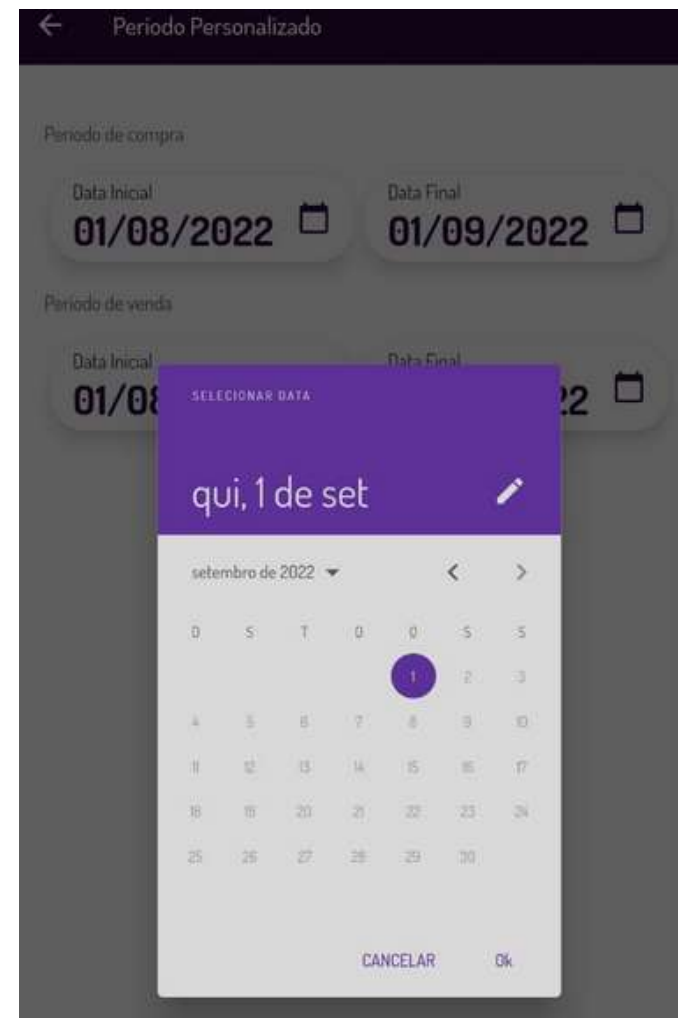 Periodo Personalizado
Periodo de compra
Data Inicial
01/08/2022
Data Final
01/09/2022
Periodo de venda
Data Inicial
01/08
Data Final
22
SELECIONAR DATA
qui, 1 de set
setembro de 2022
D S T Q Q S S
1 2 3
4 5 6 7 8 9 10
11 12 13 14 15 16 17
18 19 20 21 22 23 24
25 26 27 28 29 30
CANCELAR Ok